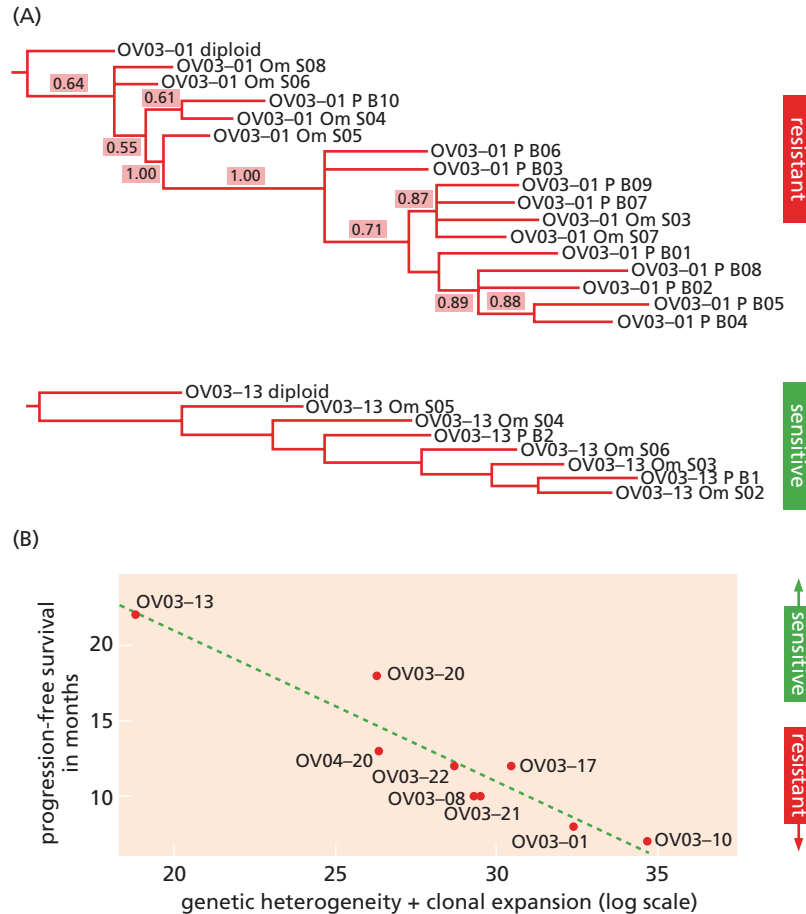 (A)
OV03–01 diploid
OV03–01 Om S08
0.64
OV03–01 Om S06
0.61
OV03–01 P B10
OV03–01 Om S04
OV03–01 Om S05
0.55
OV03–01 P B06
1.00
1.00
OV03–01 P B03
OV03–01 P B09
0.87
OV03–01 P B07
OV03–01 Om S03
0.71
OV03–01 Om S07
OV03–01 P B01
OV03–01 P B08
OV03–01 P B02
0.89
0.88
OV03–01 P B05
OV03–01 P B04
resistant
OV03–13 diploid
OV03–13 Om S05
OV03–13 Om S04
OV03–13 P B2
OV03–13 Om S06
OV03–13 Om S03
OV03–13 P B1
OV03–13 Om S02
sensitive
(B)
progression-free survival
in months
20
15
10
OV03–13
OV03–20
OV04–20
OV03–22
OV03–17
OV03–08
OV03–21
OV03–01
OV03–10
20 25 30 35
genetic heterogeneity + clonal expansion (log scale)
sensitive
resistant